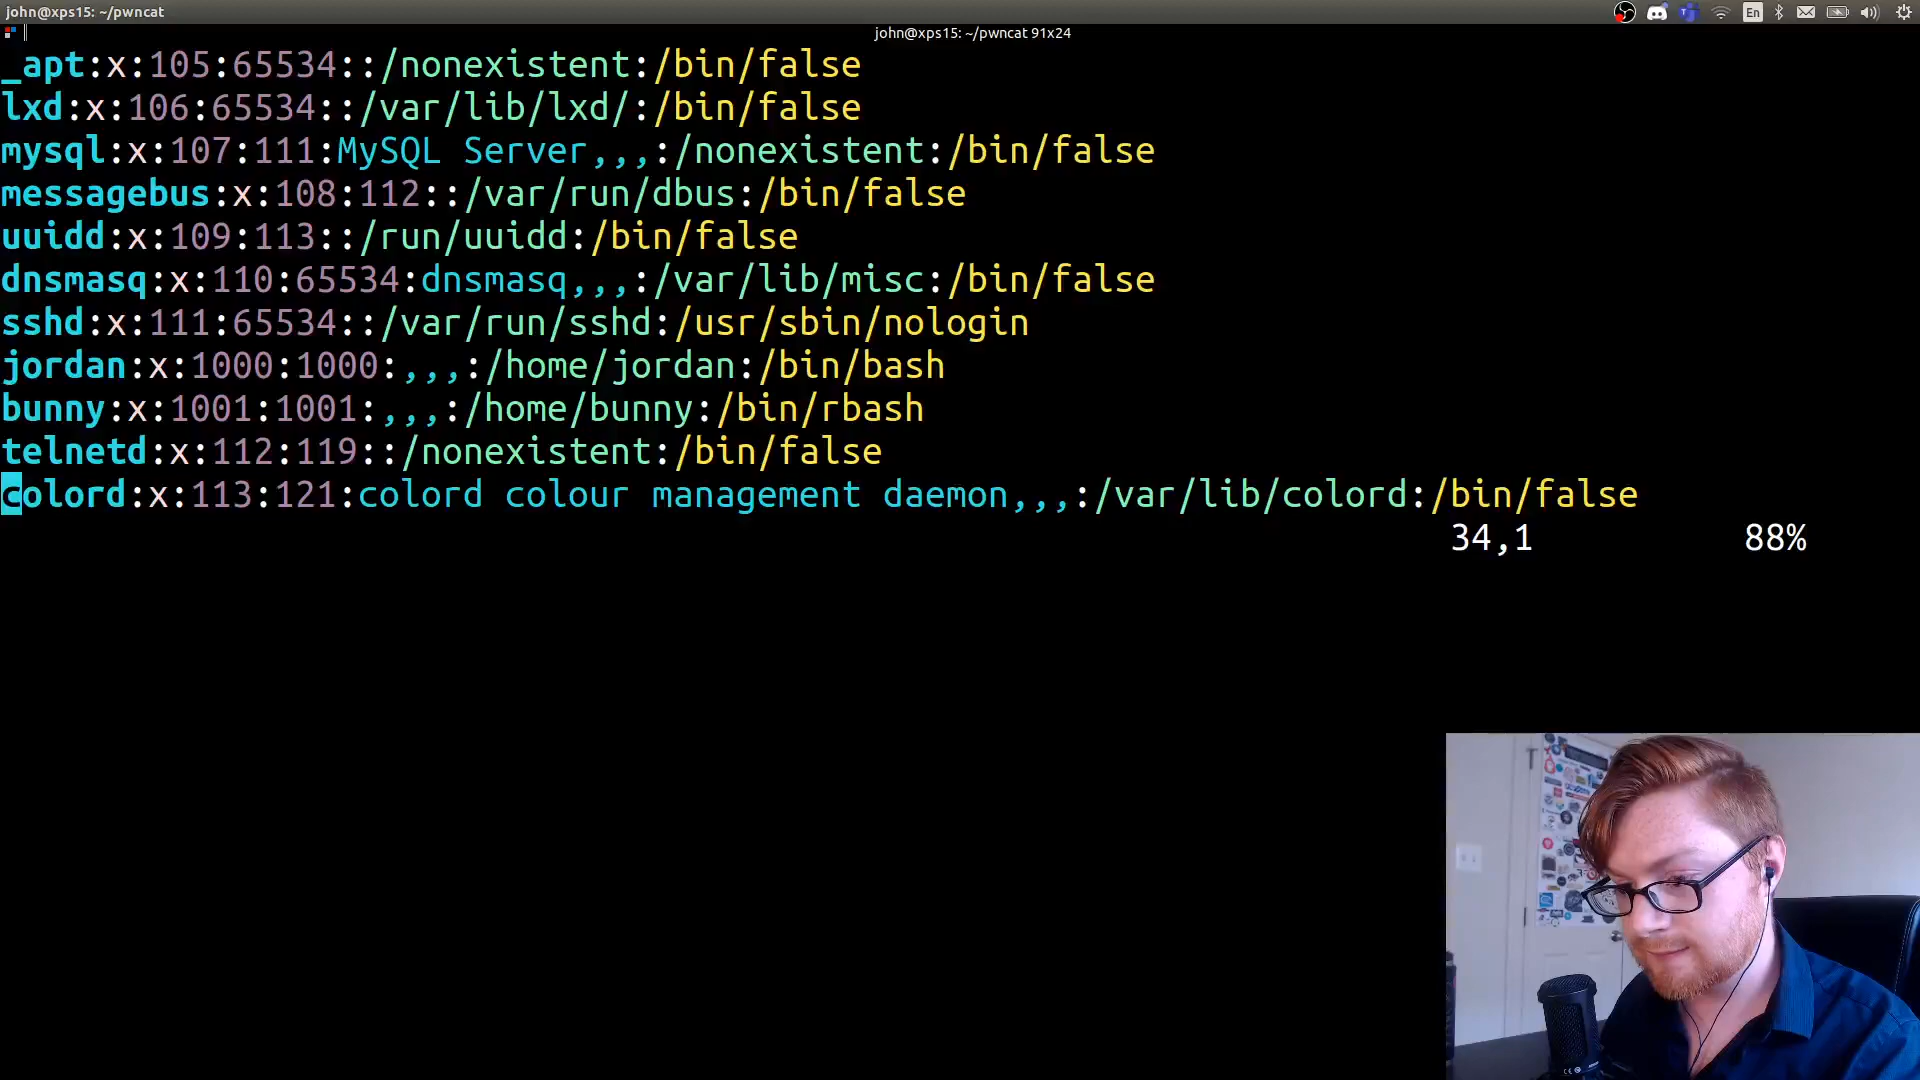 john@xps15: ~/pwncat
En
john@xps15: ~/pwncat 91x24
_apt:x:105:65534::/nonexistent:/bin/false
lxd:x:106:65534::/var/lib/lxd/:/bin/false
mysql:x:107:111:MySQL Server,,,:/nonexistent:/bin/false
messagebus:x:108:112::/var/run/dbus:/bin/false
uuidd:x:109:113::/run/uuidd:/bin/false
dnsmasq:x:110:65534:dnsmasq,,,:/var/lib/misc:/bin/false
sshd:x:111:65534::/var/run/sshd:/usr/sbin/nologin
jordan:x:1000:1000:,,,:/home/jordan:/bin/bash
bunny:x:1001:1001:,,,:/home/bunny:/bin/rbash
telnetd:x:112:119::/nonexistent:/bin/false
colord:x:113:121:colord colour management daemon,,,:/var/lib/colord:/bin/false
34,1 88%